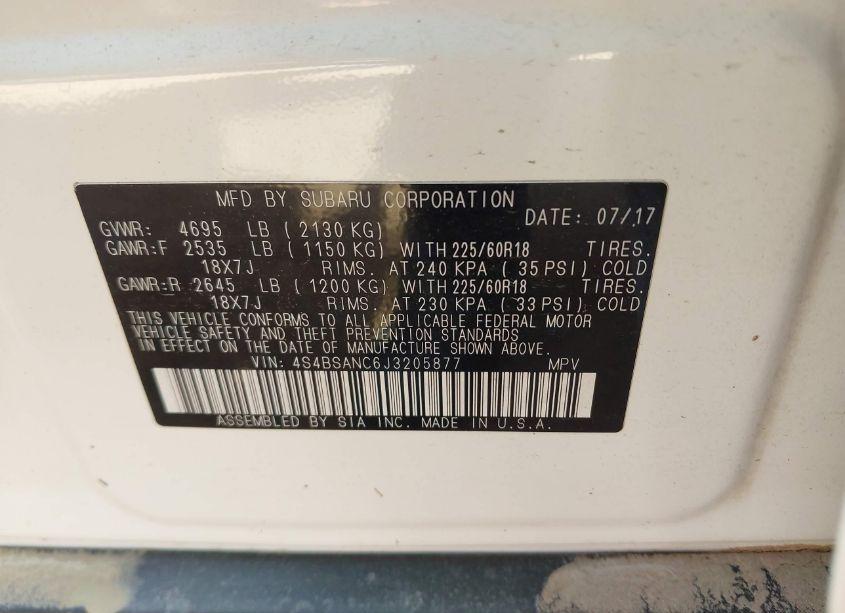 MFD BY SUBARU CORPORATION
DATE: 07/17
GVWR: 4695 LB ( 2130 KG)
GAWR:F 2535 LB ( 1150 KG) WITH 225/60R18 TIRES.
18X7J RIMS. AT 240 KPA ( 35 PSI) COLD
GAWR:R 2645 LB ( 1200 KG) WITH 225/60R18 TIRES.
18X7J RIMS. AT 230 KPA ( 33 PSI) COLD
THIS VEHICLE CONFORMS TO ALL APPLICABLE FEDERAL MOTOR
VEHICLE SAFETY AND THEFT PREVENTION STANDARDS
IN EFFECT ON THE DATE OF MANUFACTURE SHOWN ABOVE.
VIN: 4S4BSANC6J3205877 MPV
ASSEMBLED BY SIA INC. MADE IN U.S.A.